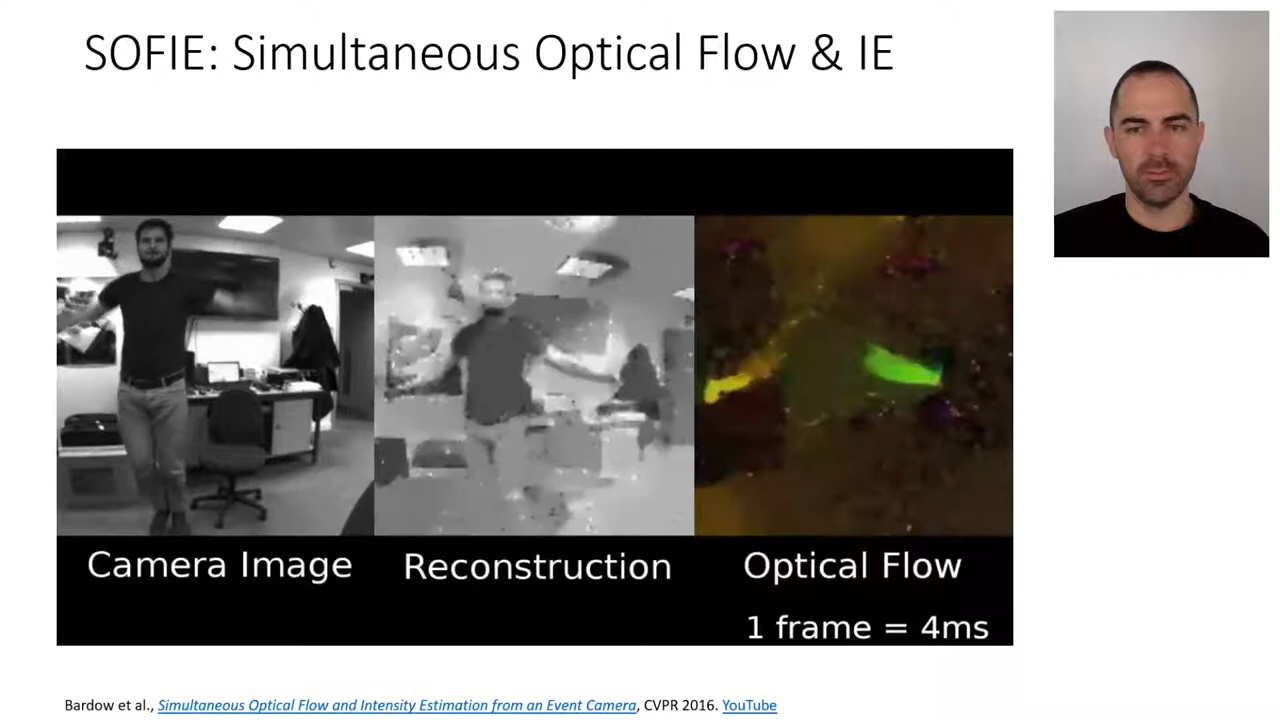 SOFIE: Simultaneous Optical Flow & IE
Camera Image
Reconstruction
Optical Flow
1 frame = 4ms
Bardow et al., Simultaneous Optical Flow and Intensity Estimation from an Event Camera, CVPR 2016. YouTube